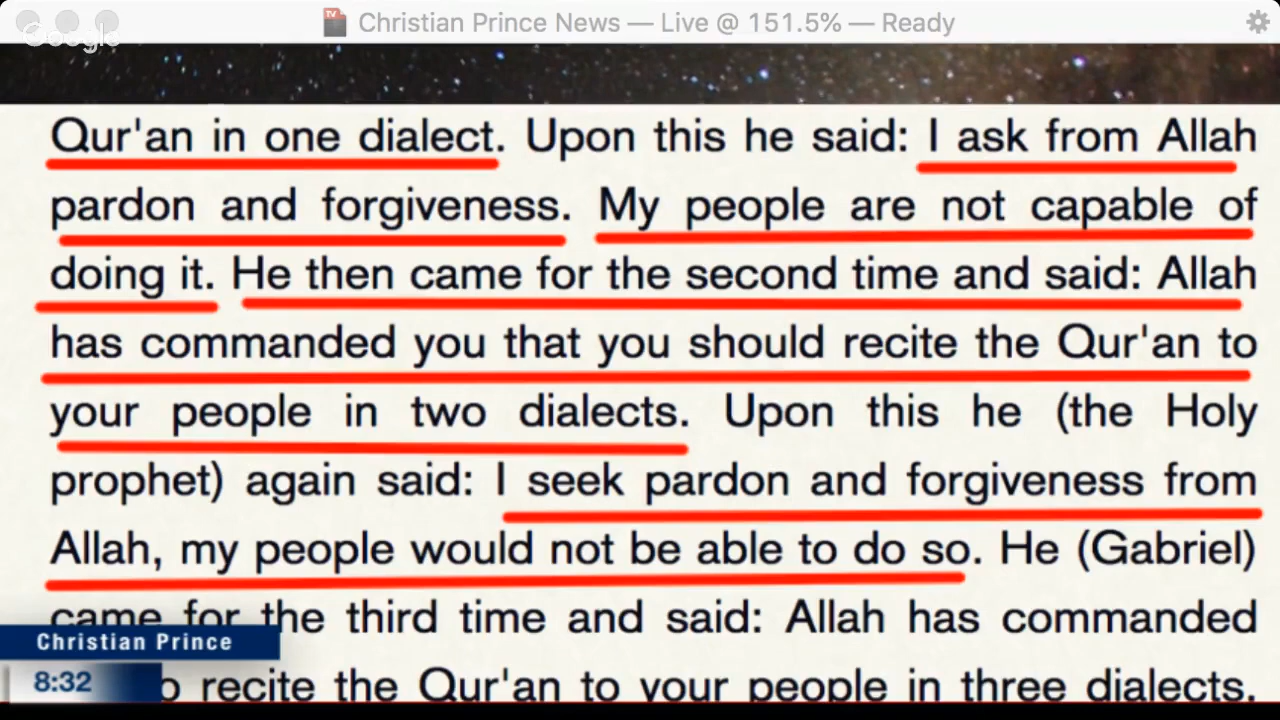 Christian Prince News — Live @ 151.5% — Ready
Google
Qur'an in one dialect. Upon this he said: I ask from Allah
pardon and forgiveness. My people are not capable of
doing it. He then came for the second time and said: Allah
has commanded you that you should recite the Qur'an to
your people in two dialects. Upon this he (the Holy
prophet) again said: I seek pardon and forgiveness from
Allah, my people would not be able to do so. He (Gabriel)
came for the third time and said: Allah has commanded
recite the Qur'an to your people in three dialects.
Christian Prince
8:32